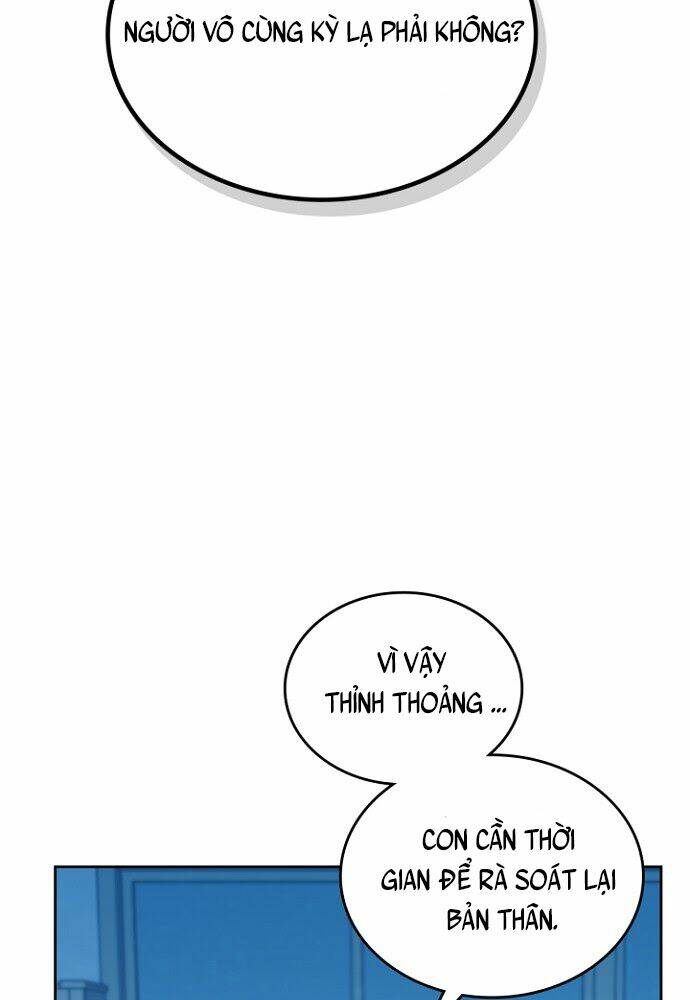 NGƯỜI VÔ CÙNG KỲ LẠ PHẢI KHÔNG?
VÌ VẬY
THỈNH THOẢNG ...
CON CẦN THỜI
GIAN ĐỂ RÀ SOÁT LẠI
BẢN THÂN.